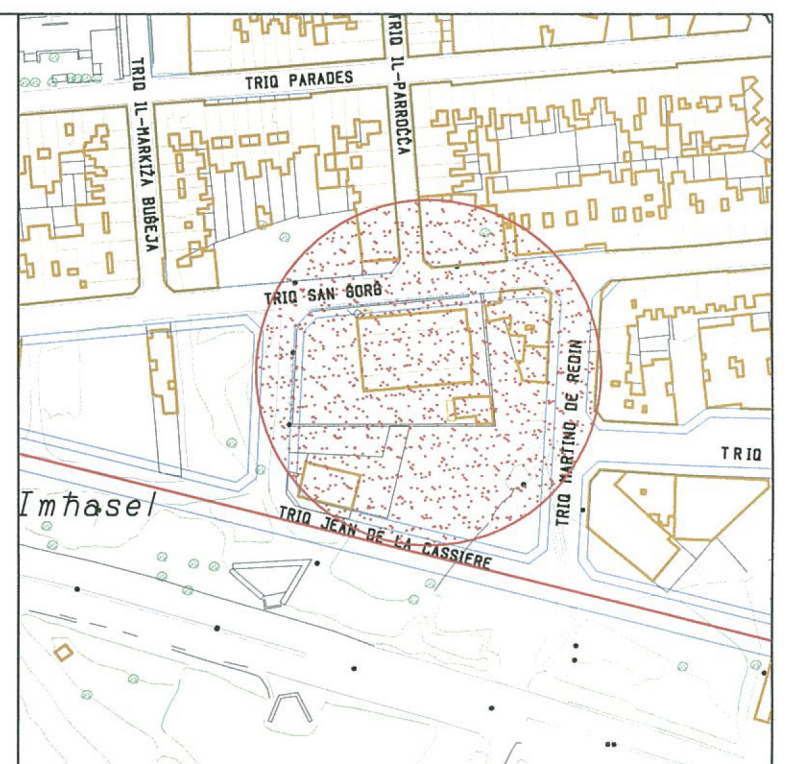 TRIQ PARADES
TRIQ IL-PARROĊĊA
TRIQ IL-MARKIŻA BUĠEJA
TRIQ SAN ĠORĠ
TRIQ MARTINO DE REDIN
TRIQ
Imħasel
TRIQ JEAN DE LA CASSIERE